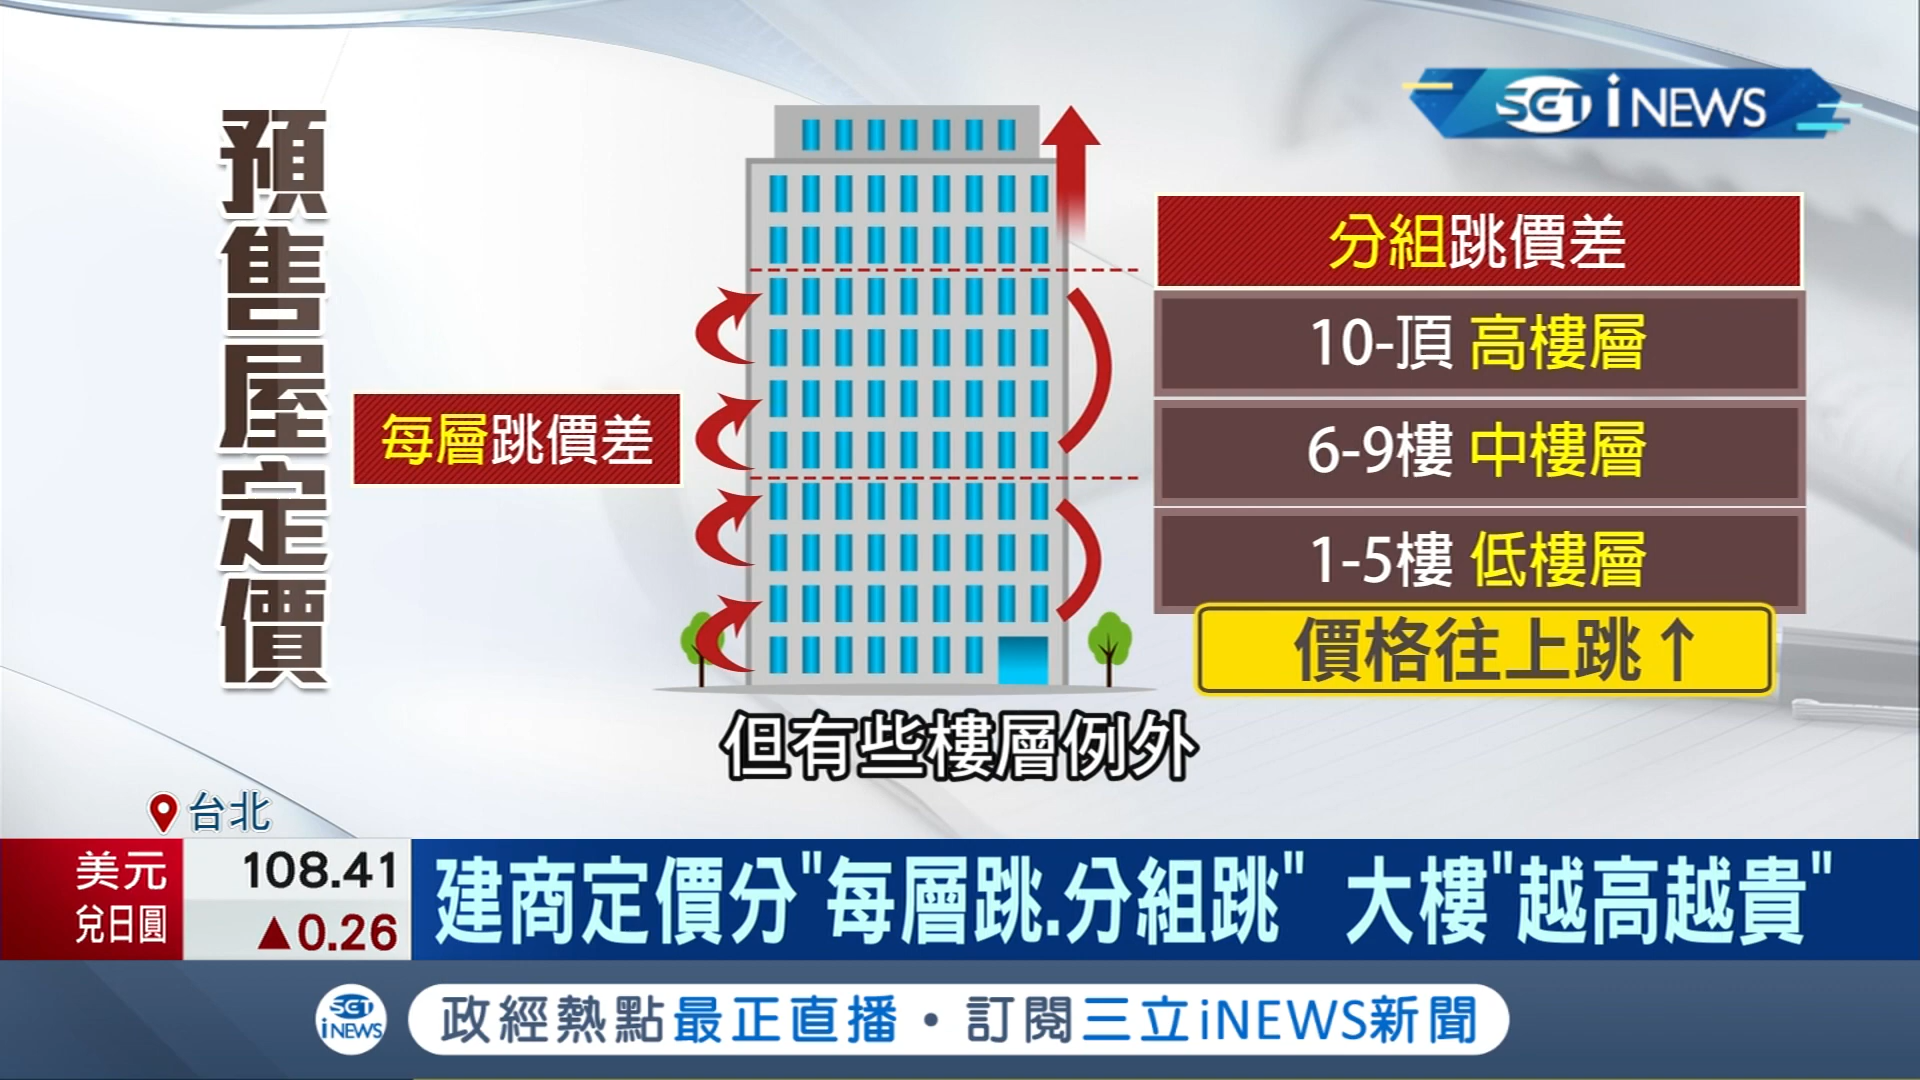 SET iNEWS
預售屋定價
每層跳價差
分組跳價差
10-頂 高樓層
6-9樓 中樓層
1-5樓 低樓層
價格往上跳↑
但有些樓層例外
台北
美元
兌日圓
108.41
▲0.26
建商定價分"每層跳.分組跳" 大樓"越高越貴"
SET
iNEWS
政經熱點最正直播・訂閱三立iNEWS新聞